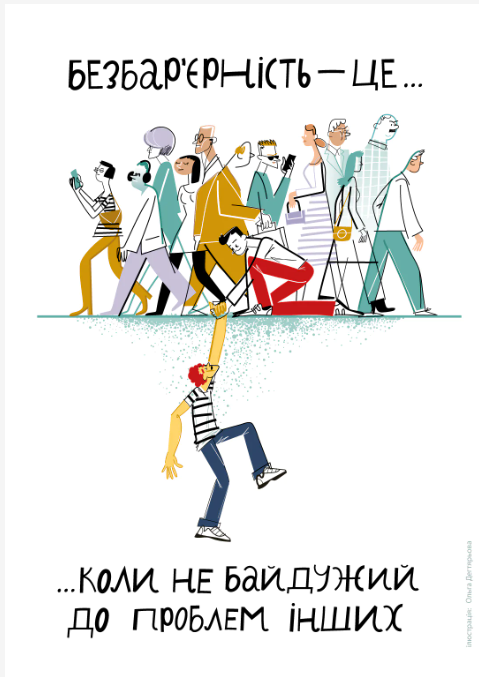 БЕЗБАР'ЄРНІСТЬ – ЦЕ...
...КОЛИ НЕ БАЙДУЖИЙ
ДО ПРОБЛЕМ ІНШИХ
Ілюстрація: Ольга Дегтярьова